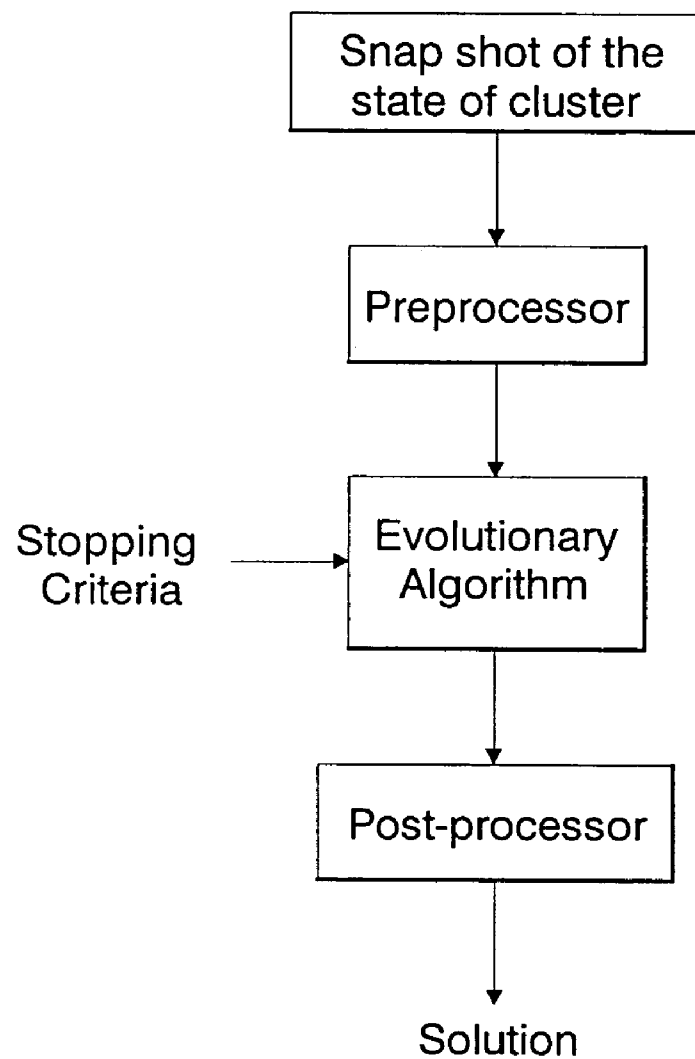 Snap shot of the
state of cluster
Preprocessor
Stopping
Criteria
Evolutionary
Algorithm
Post-processor
Solution